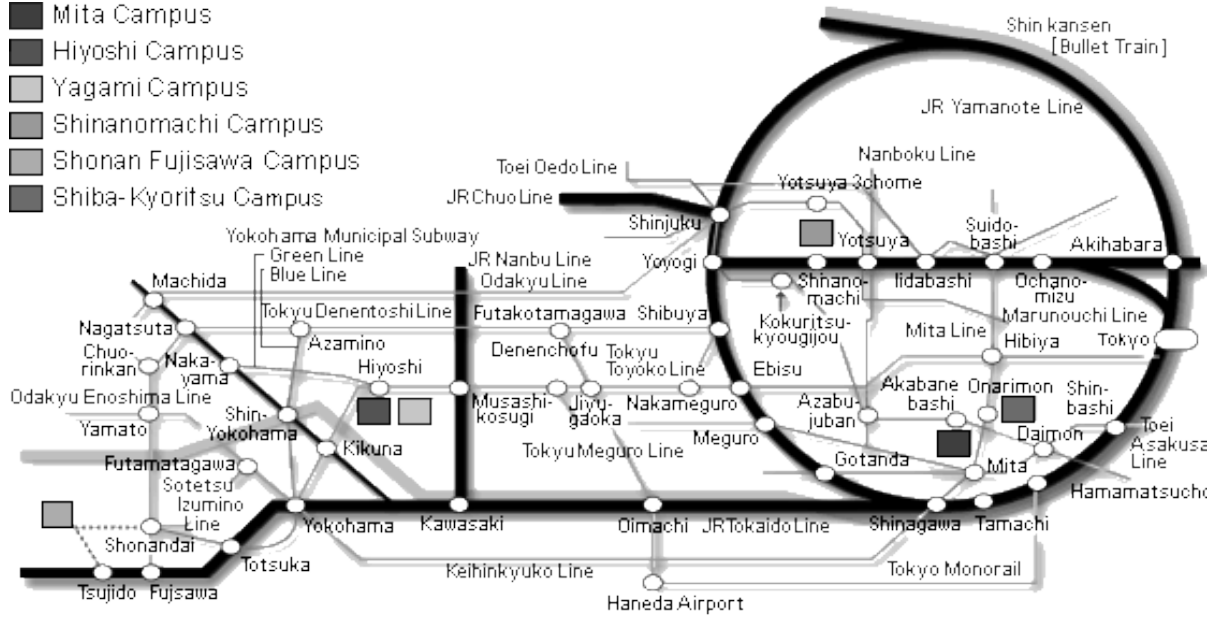 Mita Campus
Hiyoshi Campus
Yagami Campus
Shinanomachi Campus
Shonan Fujisawa Campus
Shiba-Kyoritsu Campus
Shin kansen
[Bullet Train]
JR Yamanote Line
Nanboku Line
Toei Oedo Line
Yotsuya 3chome
JR Chuo Line
Shinjuku
Yotsuya
Suido-
bashi
Akihabara
Yokohama Municipal Subway
Green Line
Blue Line
JR Nanbu Line
Odakyu Line
Yoyogi
Shinano-
machi
Iidabashi
Ochano-
mizu
Machida
Tokyu Denentoshi Line
Futakotamagawa
Shibuya
Kokuritsu-
kyougijou
Marunouchi Line
Mita Line
Hibiya
Tokyo
Nagatsuta
Azamino
Denenchofu
Chuo-
rinkan
Naka-
yama
Hiyoshi
Tokyu
Toyoko Line
Ebisu
Akabane
bashi
Onarimon
Shin-
bashi
Odakyu Enoshima Line
Musashi-
kosugi
Jiyu-
gaoka
Nakameguro
Azabu-
juban
Yamato
Shin-
Yokohama
Kikuna
Meguro
Daimon
Toei
Asakusa
Line
Futamatagawa
Tokyu Meguro Line
Gotanda
Mita
Hamamatsucho
Sotetsu
Izumino
Line
Shonandai
Yokohama
Kawasaki
Oimachi
JR Tokaido Line
Shinagawa
Tamachi
Totsuka
Keihinkyuko Line
Tokyo Monorail
Tsujido
Fujsawa
Haneda Airport